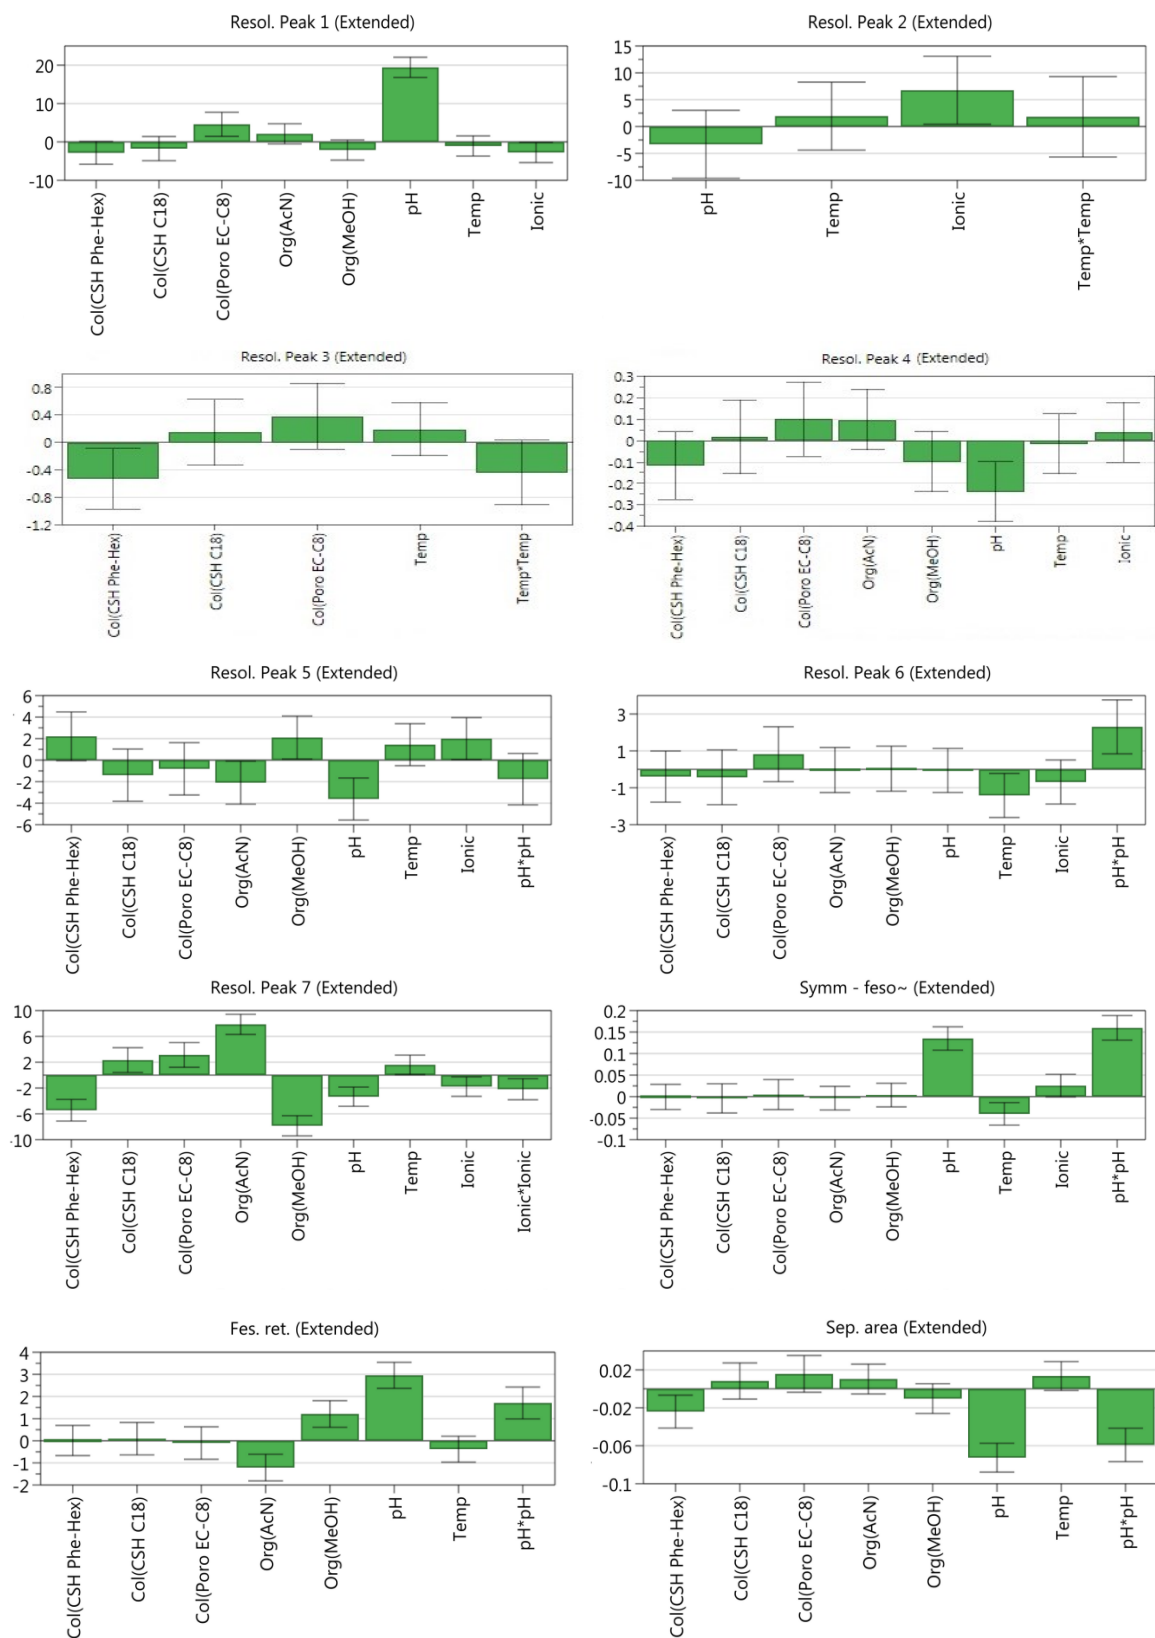 Resol. Peak 1 (Extended)
20
10
0
-10
Col(CSH Phe-Hex)
Col(CSH C18)
Col(Poro EC-C8)
Org(AcN)
Org(MeOH)
pH
Temp
Ionic
Resol. Peak 2 (Extended)
15
10
5
0
-5
-10
pH
Temp
Ionic
Temp*Temp
Resol. Peak 3 (Extended)
0.8
0.4
0
-0.4
-0.8
-1.2
Col(CSH Phe-Hex)
Col(CSH C18)
Col(Poro EC-C8)
Temp
Temp*Temp
Resol. Peak 4 (Extended)
0.3
0.2
0.1
0
-0.1
-0.2
-0.3
-0.4
Col(CSH Phe-Hex)
Col(CSH C18)
Col(Poro EC-C8)
Org(AcN)
Org(MeOH)
pH
Temp
Ionic
Resol. Peak 5 (Extended)
6
4
2
0
-2
-4
-6
Col(CSH Phe-Hex)
Col(CSH C18)
Col(Poro EC-C8)
Org(AcN)
Org(MeOH)
pH
Temp
Ionic
pH*pH
Resol. Peak 6 (Extended)
3
1
-1
-3
Col(CSH Phe-Hex)
Col(CSH C18)
Col(Poro EC-C8)
Org(AcN)
Org(MeOH)
pH
Temp
Ionic
pH*pH
Resol. Peak 7 (Extended)
10
6
2
-2
-6
-10
Col(CSH Phe-Hex)
Col(CSH C18)
Col(Poro EC-C8)
Org(AcN)
Org(MeOH)
pH
Temp
Ionic
Ionic*Ionic
Symm - feso~ (Extended)
0.2
0.15
0.1
0.05
0
-0.05
-0.1
Col(CSH Phe-Hex)
Col(CSH C18)
Col(Poro EC-C8)
Org(AcN)
Org(MeOH)
pH
Temp
Ionic
pH*pH
Fes. ret. (Extended)
4
3
2
1
0
-1
-2
Col(CSH Phe-Hex)
Col(CSH C18)
Col(Poro EC-C8)
Org(AcN)
Org(MeOH)
pH
Temp
pH*pH
Sep. area (Extended)
0.02
-0.02
-0.06
-0.1
Col(CSH Phe-Hex)
Col(CSH C18)
Col(Poro EC-C8)
Org(AcN)
Org(MeOH)
pH
Temp
pH*pH